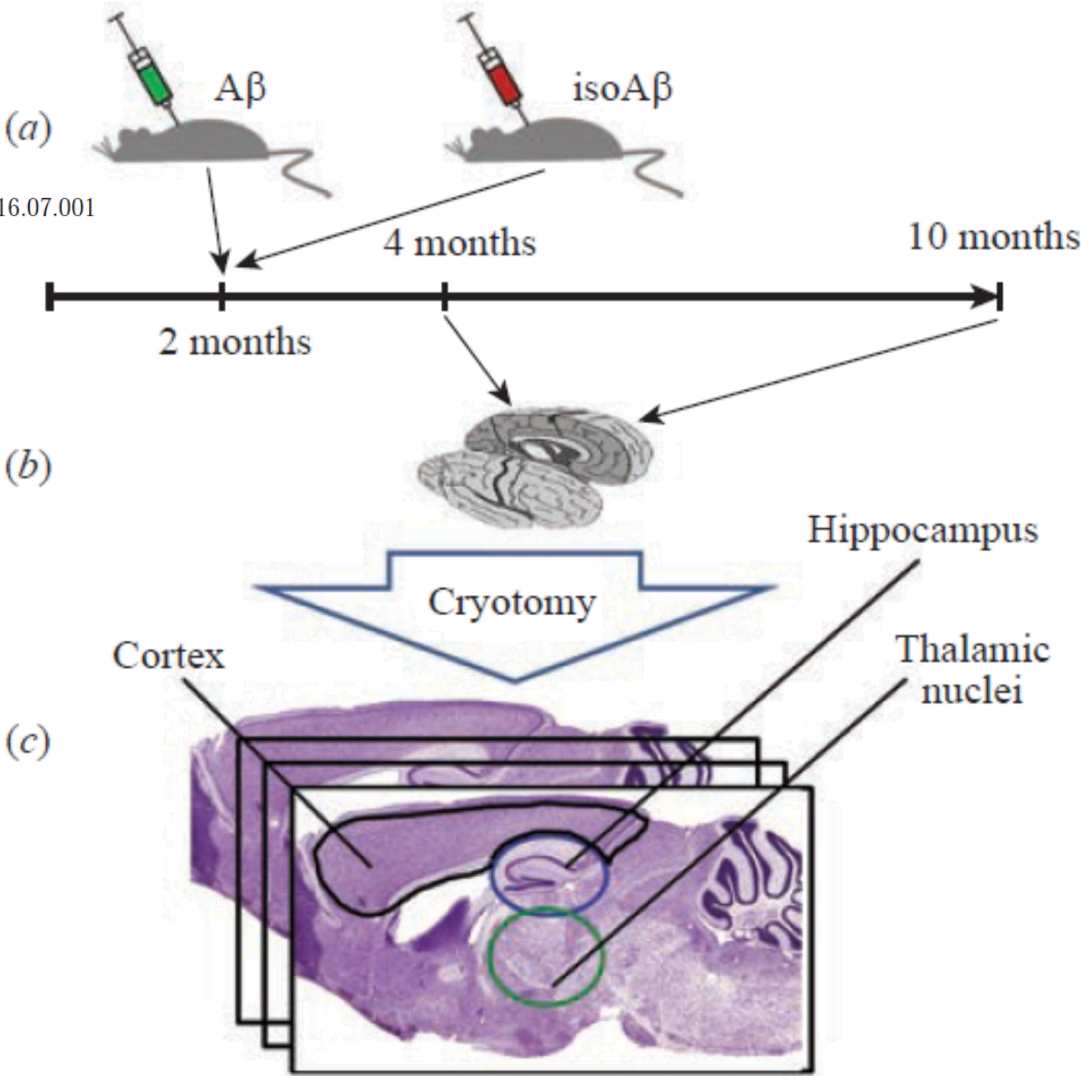 Aβ
isoAβ
(a)
16.07.001
4 months
10 months
2 months
(b)
Hippocampus
Cryotomy
Cortex
Thalamic
nuclei
(c)